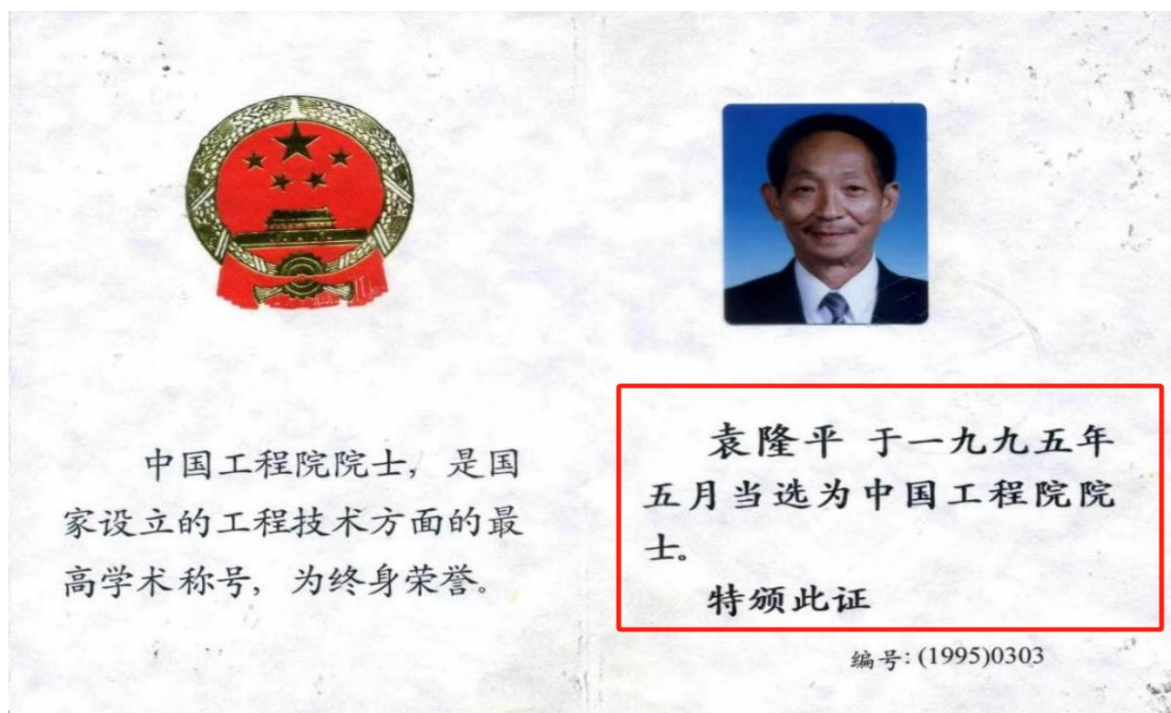 中国工程院院士，是国
家设立的工程技术方面的最
高学术称号，为终身荣誉。
袁隆平 于一九九五年
五月当选为中国工程院院
士。
特颁此证
编号:(1995)0303